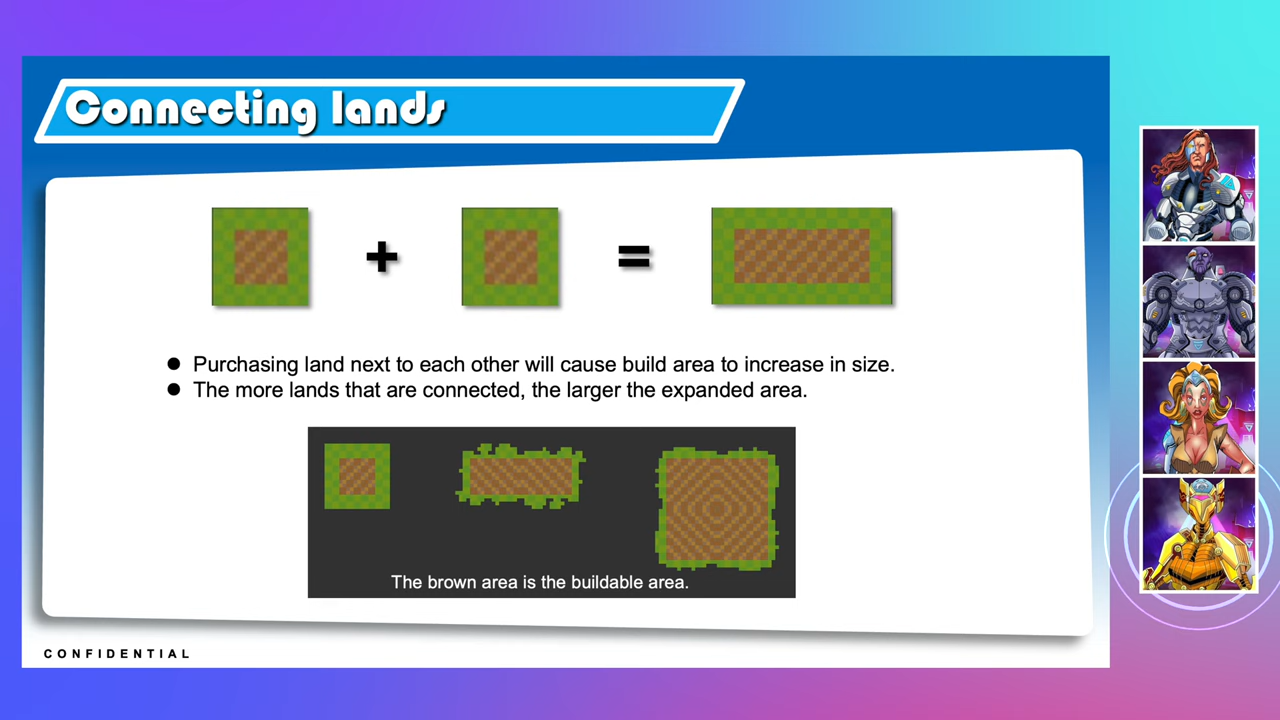 Connecting lands
+ =
● Purchasing land next to each other will cause build area to increase in size.
● The more lands that are connected, the larger the expanded area.
The brown area is the buildable area.
CONFIDENTIAL